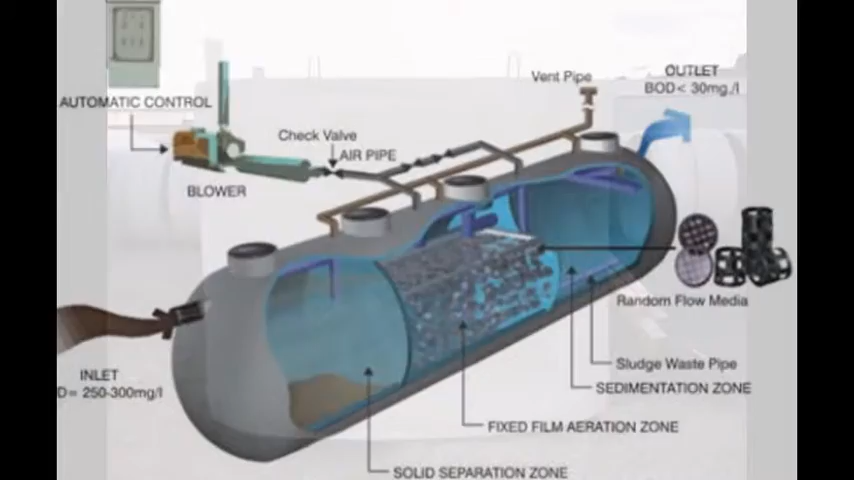 AUTOMATIC CONTROL
Check Valve
AIR PIPE
BLOWER
Vent Pipe
OUTLET
BOD< 30mg./l
Random Flow Media
INLET
D= 250-300mg/l
Sludge Waste Pipe
SEDIMENTATION ZONE
FIXED FILM AERATION ZONE
SOLID SEPARATION ZONE